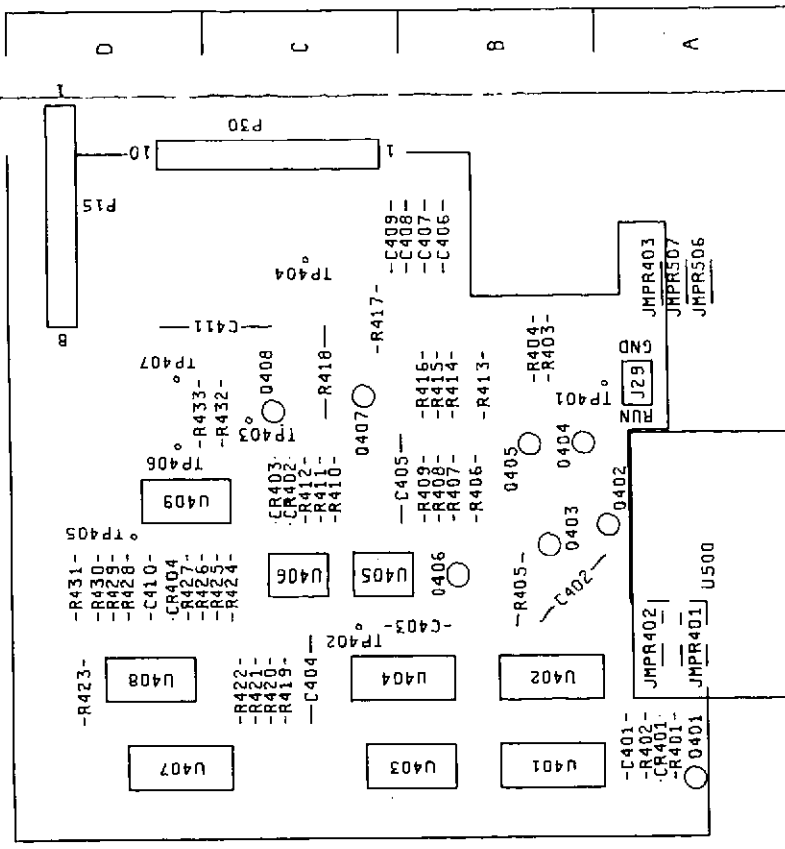 D
C
B
A
1
P30
10
1
P15
8
-C409-
-C408-
-C407-
-C406-
TP404
JMPR403
JMPR507
JMPR506
C411
-R417-
TP407
Q408
R418-
-R416-
-R415-
-R414-
-R413-
-R404-
-R403-
GND
J29
RUN
TP401
-R433-
-R432-
TP403
Q407
TP406
U409
CR403
CR402
-R412-
-R411-
-R410-
C405-
-R409-
-R408-
-R407-
-R406-
Q405
Q404
Q402
Q403
TP405
-R431-
-R430-
-R429-
-R428-
-C410-
CR404
-R427-
-R426-
-R425-
-R424-
U406
U405
Q406
-R405-
C402
U500
TP402
-C403-
JMPR402
JMPR401
-R423-
U408
-R422-
-R421-
-R420-
-R419-
C404
U404
U402
U407
U403
U401
-C401-
-R402-
CR401
-R401-
Q401